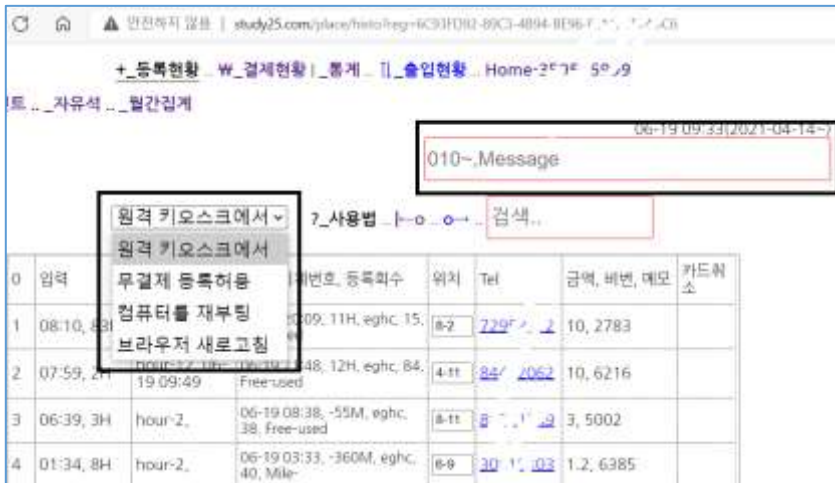 안전하지 않음 | study25.com/place/histo?reg=
+_등록현황 .. ₩_결제현황 | _통계 .. _출입현황 .. Home-
트 .. _자유석 .. _월간집계
06-19 09:33(2021-04-14~)
010~,Message
원격 키오스크에서 ?_사용법 .. 검색..
원격 키오스크에서
무결제 등록허용
컴퓨터를 재부팅
브라우저 새로고침
0 입력 등록회수 위치 Tel 금액, 비번, 메모 카드취소
1 08:10, 11H, eghc, 15, 8-2 10, 2783
2 07:59, 2H 19 09:49 12H, eghc, 84, Free-used 4-11 2062 10, 6216
3 06:39, 3H hour-2, 06-19 08:38, -55M, eghc, 38, Free-used 8-11 3, 5002
4 01:34, 8H hour-2, 06-19 03:33, -360M, eghc, 40, Mile- 6-9 1.2, 6385